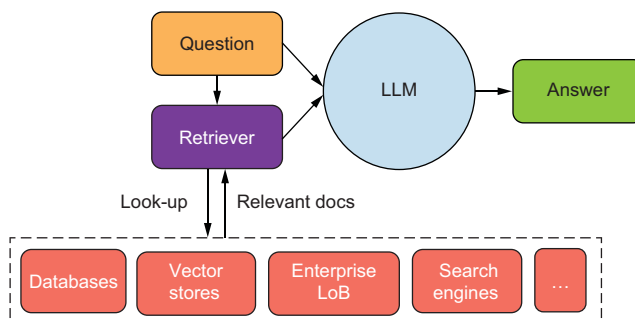 Question
LLM
Answer
Retriever
Look-up
Relevant docs
Databases
Vector
stores
Enterprise
LoB
Search
engines
...